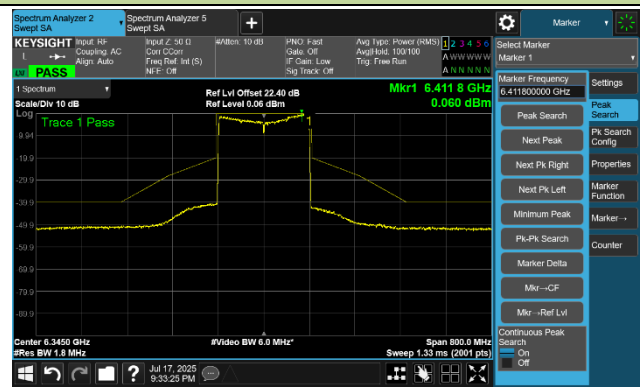 Spectrum Analyzer 2
Swept SA
Spectrum Analyzer 5
Swept SA
Marker
KEYSIGHT
L
Input: RF
Coupling: AC
Align: Auto
Input Z: 50 Ω
Corr CCorr
Freq Ref: Int (S)
NFE: Off
#Atten: 10 dB
PNO: Fast
Gate: Off
IF Gain: Low
Sig Track: Off
Avg Type: Power (RMS)
Avg|Hold: 100/100
Trig: Free Run
1 2 3 4 5 6
A W W W W W
A N N N N N
LW PASS
Select Marker
Marker 1
1 Spectrum
Scale/Div 10 dB
Ref Lvl Offset 22.40 dB
Ref Level 0.06 dBm
Mkr1 6.411 8 GHz
0.060 dBm
Log
Trace 1 Pass
1
-9.94
-19.9
-29.9
-39.9
-49.9
-59.9
-69.9
-79.9
-89.9
Center 6.3450 GHz
#Res BW 1.8 MHz
#Video BW 6.0 MHz*
Span 800.0 MHz
Sweep 1.33 ms (2001 pts)
Marker Frequency
6.411800000 GHz
Peak Search
Next Peak
Next Pk Right
Next Pk Left
Minimum Peak
Pk-Pk Search
Marker Delta
Mkr→CF
Mkr→Ref Lvl
Continuous Peak
Search
On
Off
Settings
Peak
Search
Pk Search
Config
Properties
Marker
Function
Marker→
Counter
Jul 17, 2025
9:33:25 PM